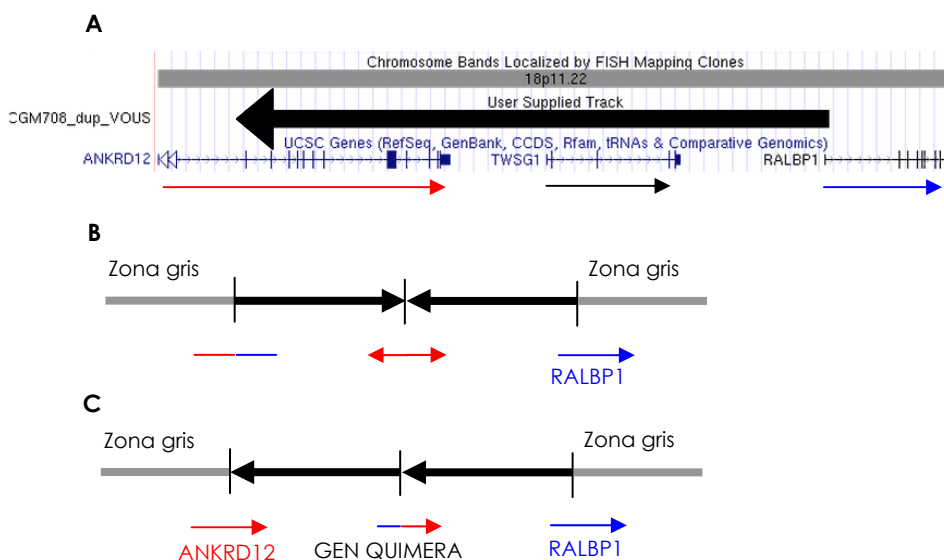 A
Chromosome Bands Localized by FISH Mapping Clones
18p11.22
User Supplied Track
CGM708_dup_VOUS
UCSC Genes (RefSeq, GenBank, CCDS, Rfam, tRNAs & Comparative Genomics)
ANKRD12 TWSG1 RALBP1
B
Zona gris Zona gris
RALBP1
C
Zona gris Zona gris
ANKRD12 GEN QUIMERA RALBP1